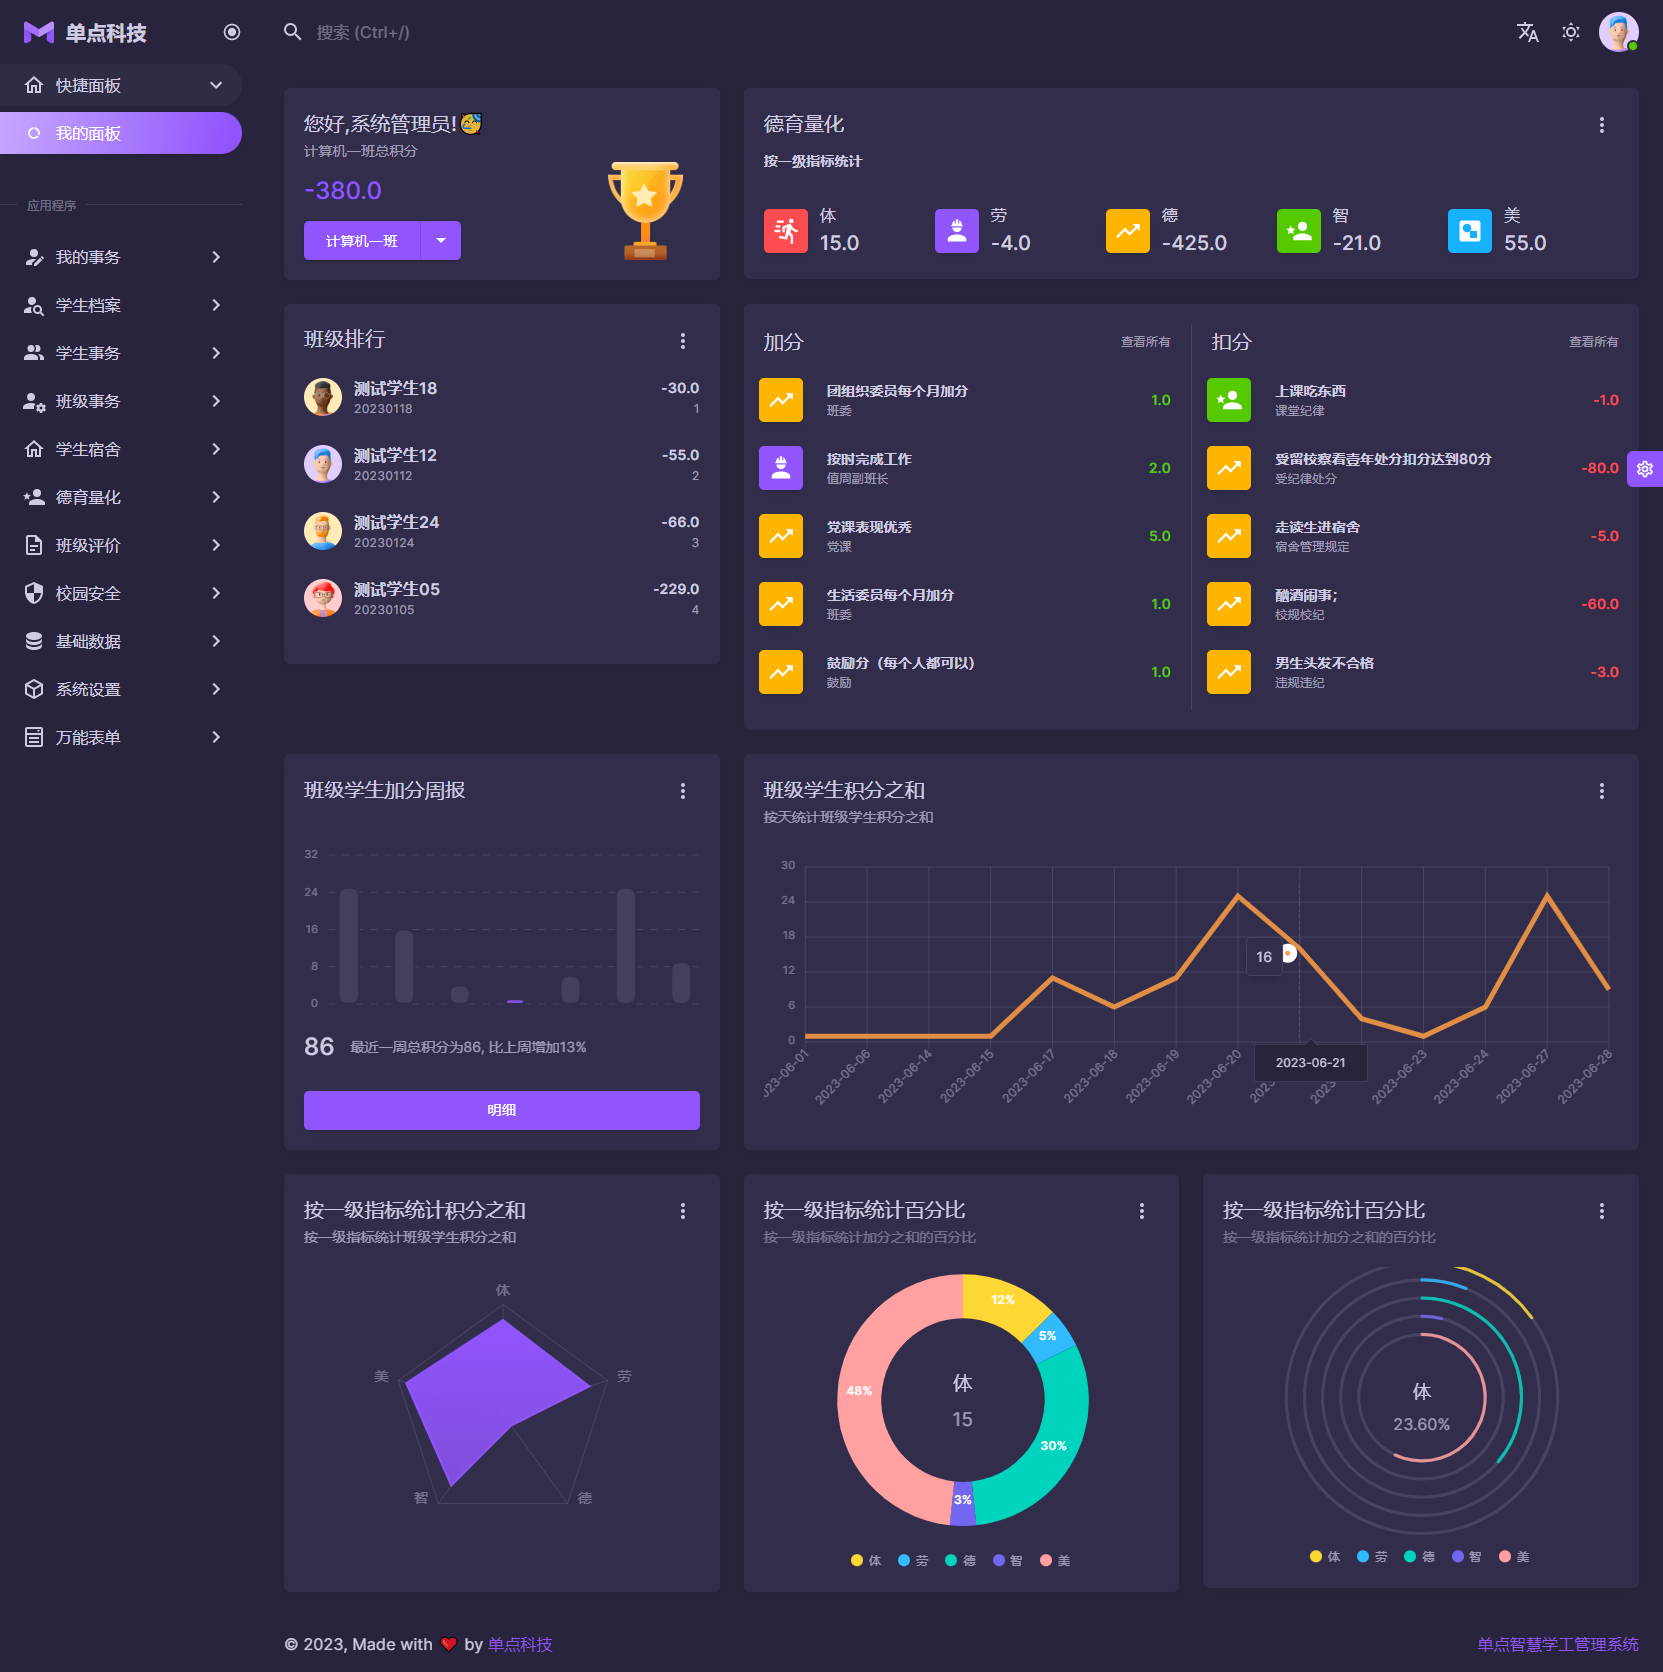 单点科技
搜索 (Ctrl+/)
快捷面板
我的面板
应用程序
我的事务
学生档案
学生事务
班级事务
学生宿舍
德育量化
班级评价
校园安全
基础数据
系统设置
万能表单
您好,系统管理员!🥳
计算机一班总积分
-380.0
计算机一班
德育量化
按一级指标统计
体
15.0
劳
-4.0
德
-425.0
智
-21.0
美
55.0
班级排行
测试学生18
-30.0
20230118
1
测试学生12
-55.0
20230112
2
测试学生24
-66.0
20230124
3
测试学生05
-229.0
20230105
4
加分
查看所有
团组织委员每个月加分
班委
1.0
按时完成工作
值周副班长
2.0
党课表现优秀
党课
5.0
生活委员每个月加分
班委
1.0
鼓励分（每个人都可以）
鼓励
1.0
扣分
查看所有
上课吃东西
课堂纪律
-1.0
受留校察看壹年处分扣分达到80分
受纪律处分
-80.0
走读生进宿舍
宿舍管理规定
-5.0
酗酒闹事;
校规校纪
-60.0
男生头发不合格
违规违纪
-3.0
班级学生加分周报
32
24
16
8
0
86
最近一周总积分为86, 比上周增加13%
明细
班级学生积分之和
按天统计班级学生积分之和
30
24
18
12
6
0
16
2023-06-21
023-06-01
2023-06-06
2023-06-14
2023-06-15
2023-06-17
2023-06-18
2023-06-19
2023-06-20
2023-06-23
2023-06-24
2023-06-27
2023-06-28
按一级指标统计积分之和
按一级指标统计班级学生积分之和
体
劳
德
智
美
按一级指标统计百分比
按一级指标统计加分之和的百分比
12%
5%
30%
3%
48%
体
15
体 劳 德 智 美
按一级指标统计百分比
按一级指标统计加分之和的百分比
体
23.60%
体 劳 德 智 美
© 2023, Made with ❤️ by 单点科技
单点智慧学工管理系统